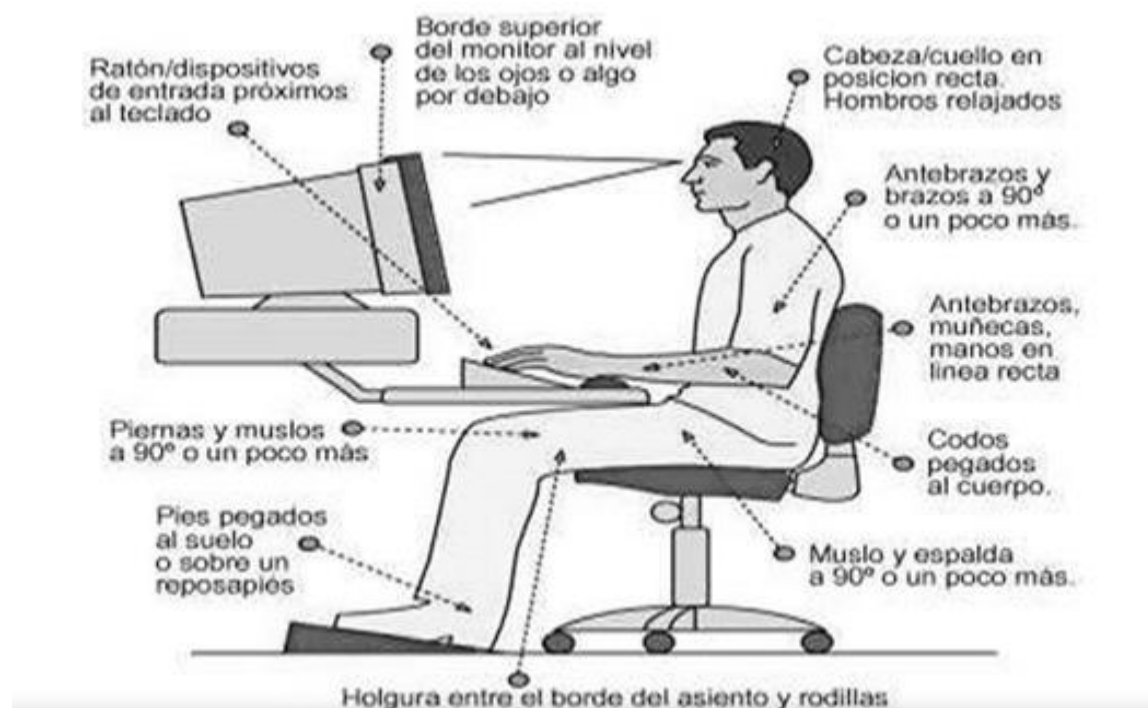 Borde superior
del monitor al nivel
de los ojos o algo
por debajo
Ratón/dispositivos
de entrada próximos
al teclado
Cabeza/cuello en
posicion recta.
Hombros relajados
Antebrazos y
brazos a 90º
o un poco más.
Antebrazos,
muñecas,
manos en
linea recta
Codos
pegados
al cuerpo.
Muslo y espalda
a 90º o un poco más.
Piernas y muslos
a 90º o un poco más
Pies pegados
al suelo
o sobre un
reposapiés
Holgura entre el borde del asiento y rodillas